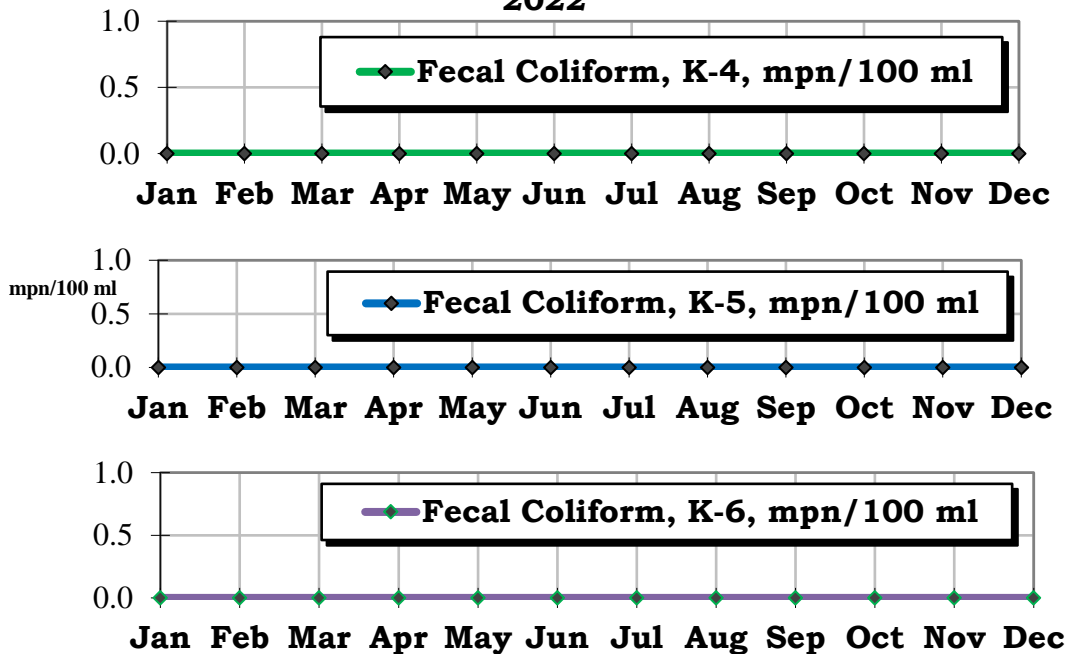 2022
1.0
Fecal Coliform, K-4, mpn/100 ml
0.5
0.0
Jan Feb Mar Apr May Jun Jul Aug Sep Oct Nov Dec
1.0
mpn/100 ml
Fecal Coliform, K-5, mpn/100 ml
0.5
0.0
Jan Feb Mar Apr May Jun Jul Aug Sep Oct Nov Dec
1.0
Fecal Coliform, K-6, mpn/100 ml
0.5
0.0
Jan Feb Mar Apr May Jun Jul Aug Sep Oct Nov Dec